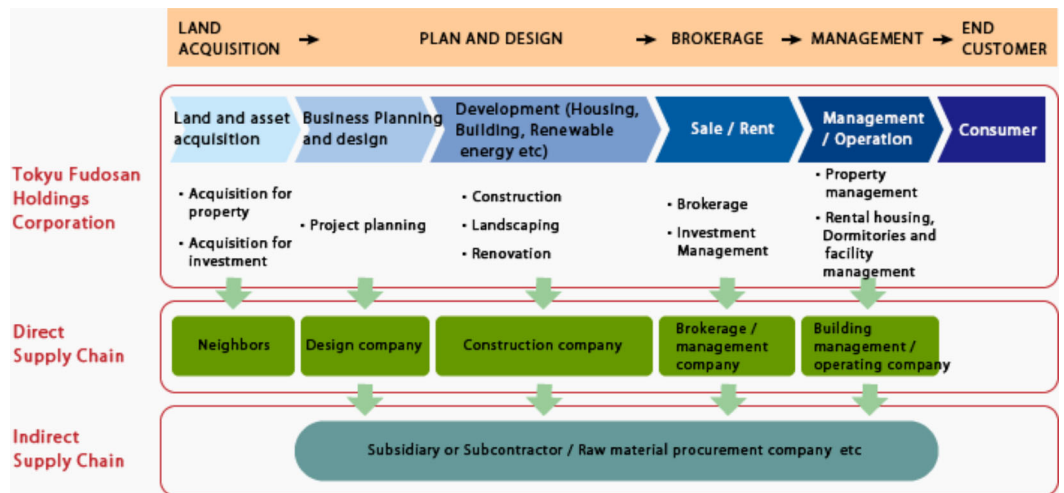 LAND
ACQUISITION
PLAN AND DESIGN
BROKERAGE
MANAGEMENT
END
CUSTOMER
Tokyu Fudosan
Holdings
Corporation
Land and asset
acquisition
Business Planning
and design
Development (Housing,
Building, Renewable
energy etc)
Sale / Rent
Management
/ Operation
Consumer
• Acquisition for
property
• Acquisition for
investment
• Project planning
• Construction
• Landscaping
• Renovation
• Brokerage
• Investment
Management
• Property
management
• Rental housing,
Dormitories and
facility
management
Direct
Supply Chain
Neighbors
Design company
Construction company
Brokerage /
management
company
Building
management /
operating company
Indirect
Supply Chain
Subsidiary or Subcontractor / Raw material procurement company etc